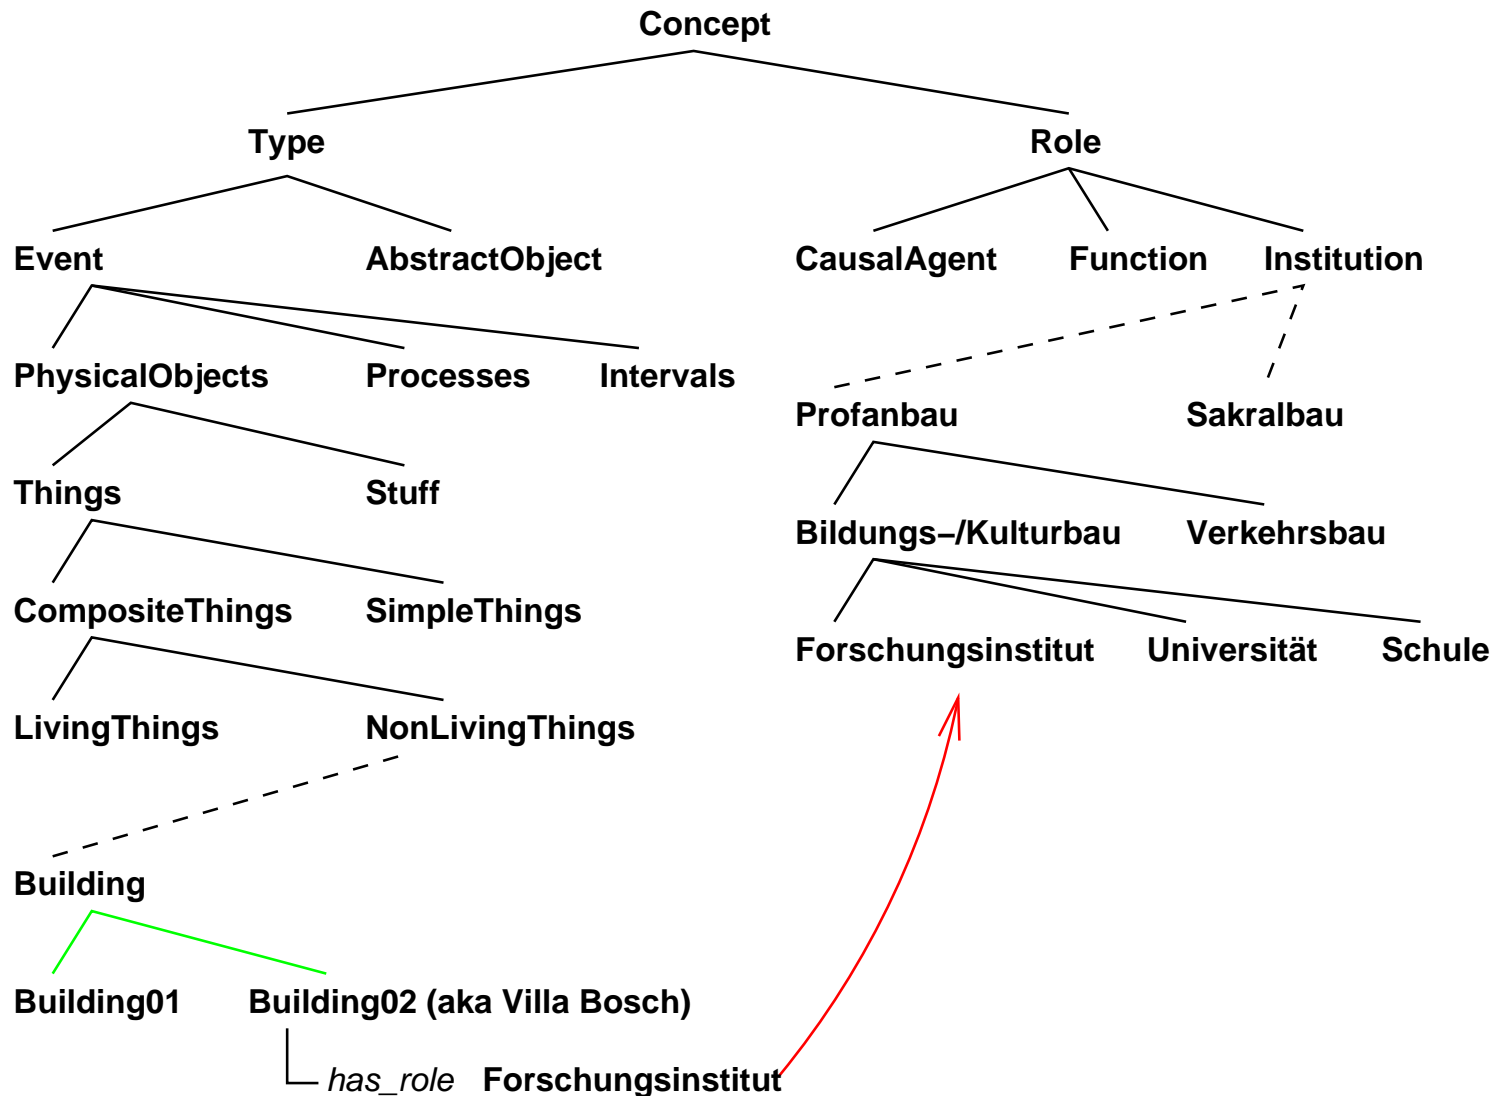 Concept
Type Role
Event AbstractObject CausalAgent Function Institution
PhysicalObjects Processes Intervals
Profanbau Sakralbau
Things Stuff
Bildungs−/Kulturbau Verkehrsbau
CompositeThings SimpleThings
Forschungsinstitut Universität Schule
LivingThings NonLivingThings
Building
Building01 Building02 (aka Villa Bosch)
has_role Forschungsinstitut